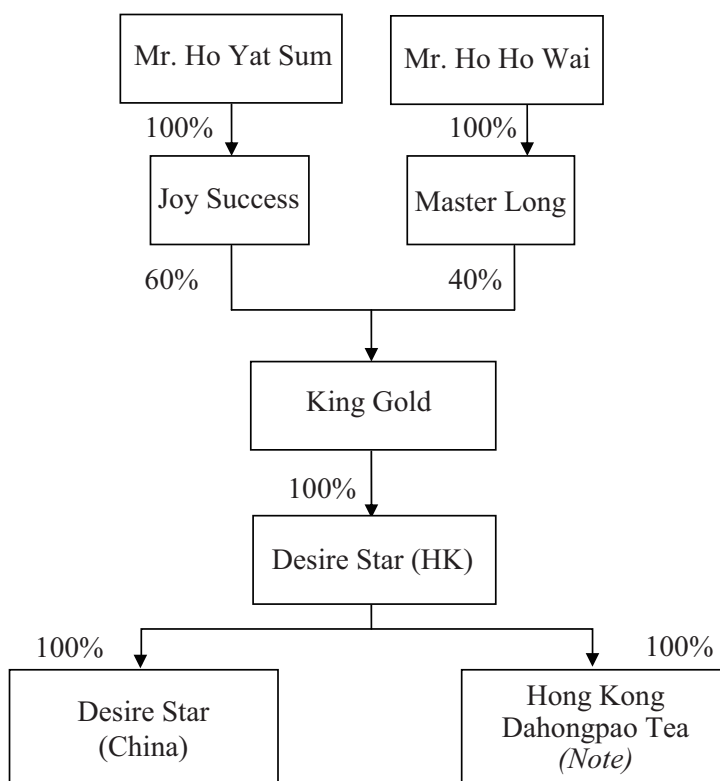 Mr. Ho Yat Sum
Mr. Ho Ho Wai
100%
100%
Joy Success
Master Long
60%
40%
King Gold
100%
Desire Star (HK)
100%
100%
Desire Star
(China)
Hong Kong
Dahongpao Tea
(Note)